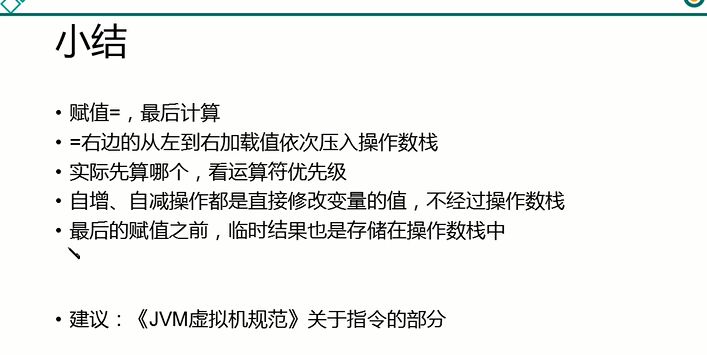 小结
• 赋值=，最后计算
• =右边的从左到右加载值依次压入操作数栈
• 实际先算哪个，看运算符优先级
• 自增、自减操作都是直接修改变量的值，不经过操作数栈
• 最后的赋值之前，临时结果也是存储在操作数栈中
• 建议：《JVM虚拟机规范》关于指令的部分